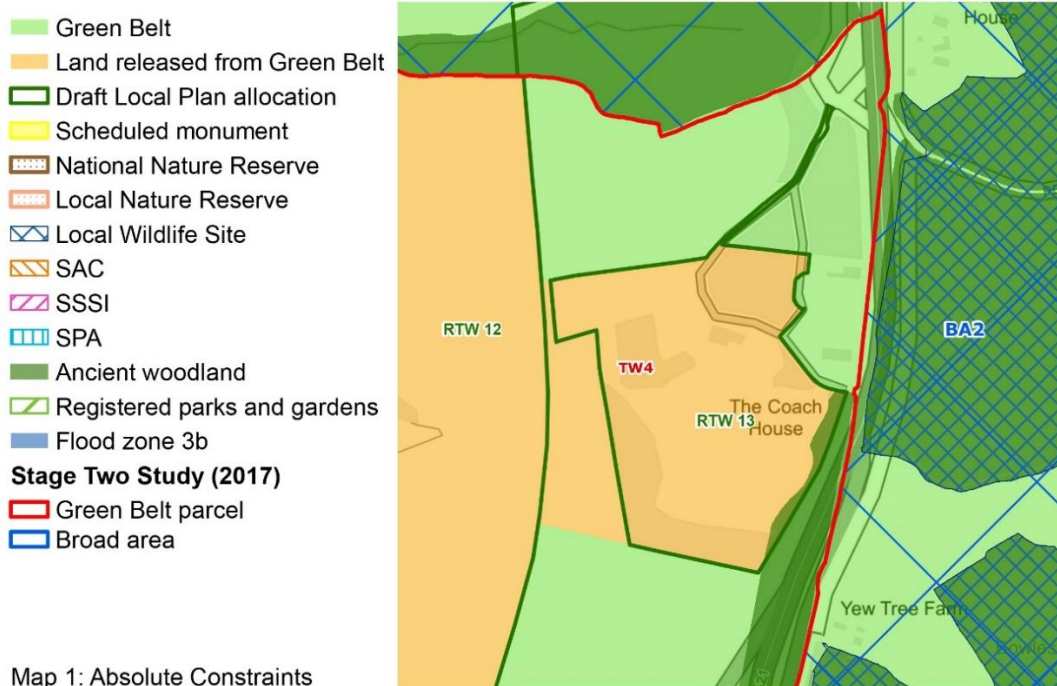 Green Belt
Land released from Green Belt
Draft Local Plan allocation
Scheduled monument
National Nature Reserve
Local Nature Reserve
Local Wildlife Site
SAC
SSSI
SPA
Ancient woodland
Registered parks and gardens
Flood zone 3b
Stage Two Study (2017)
Green Belt parcel
Broad area
Map 1: Absolute Constraints
House
RTW 12
BA2
TW4
RTW 13
The Coach
House
Yew Tree Farm